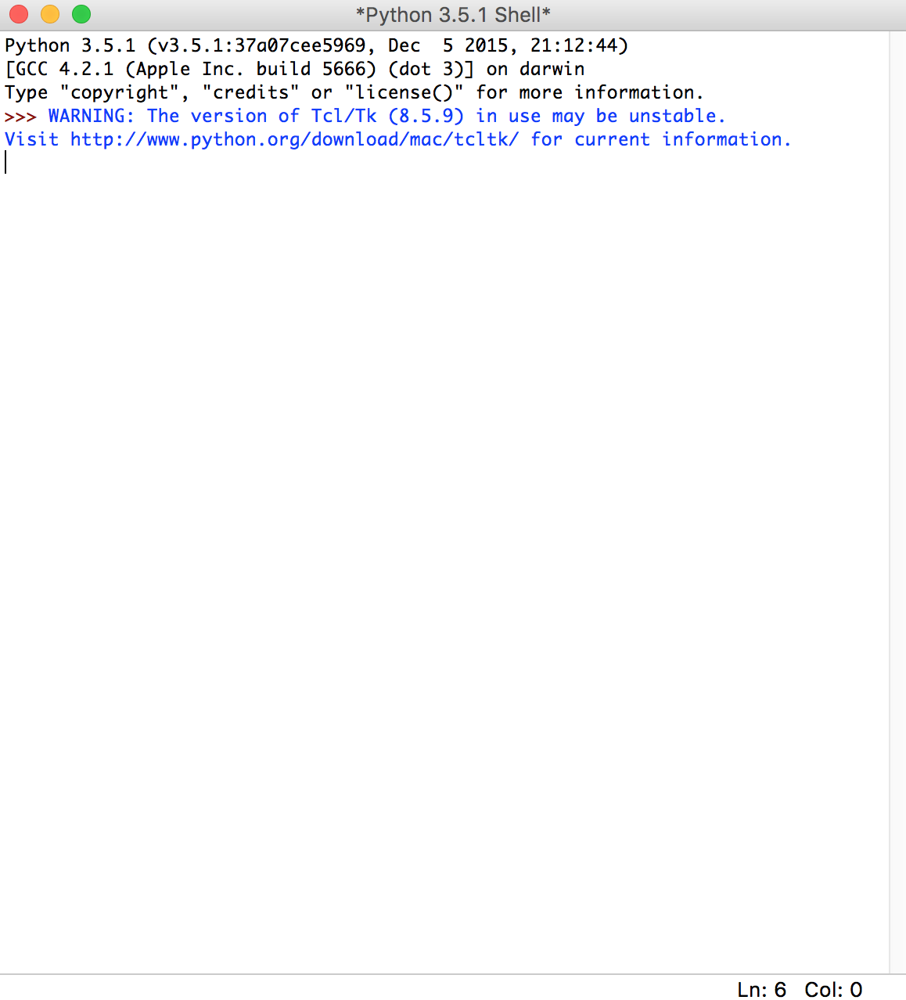 *Python 3.5.1 Shell*
Python 3.5.1 (v3.5.1:37a07cee5969, Dec  5 2015, 21:12:44)
[GCC 4.2.1 (Apple Inc. build 5666) (dot 3)] on darwin
Type "copyright", "credits" or "license()" for more information.
>>> WARNING: The version of Tcl/Tk (8.5.9) in use may be unstable.
Visit http://www.python.org/download/mac/tcltk/ for current information.
Ln: 6 Col: 0